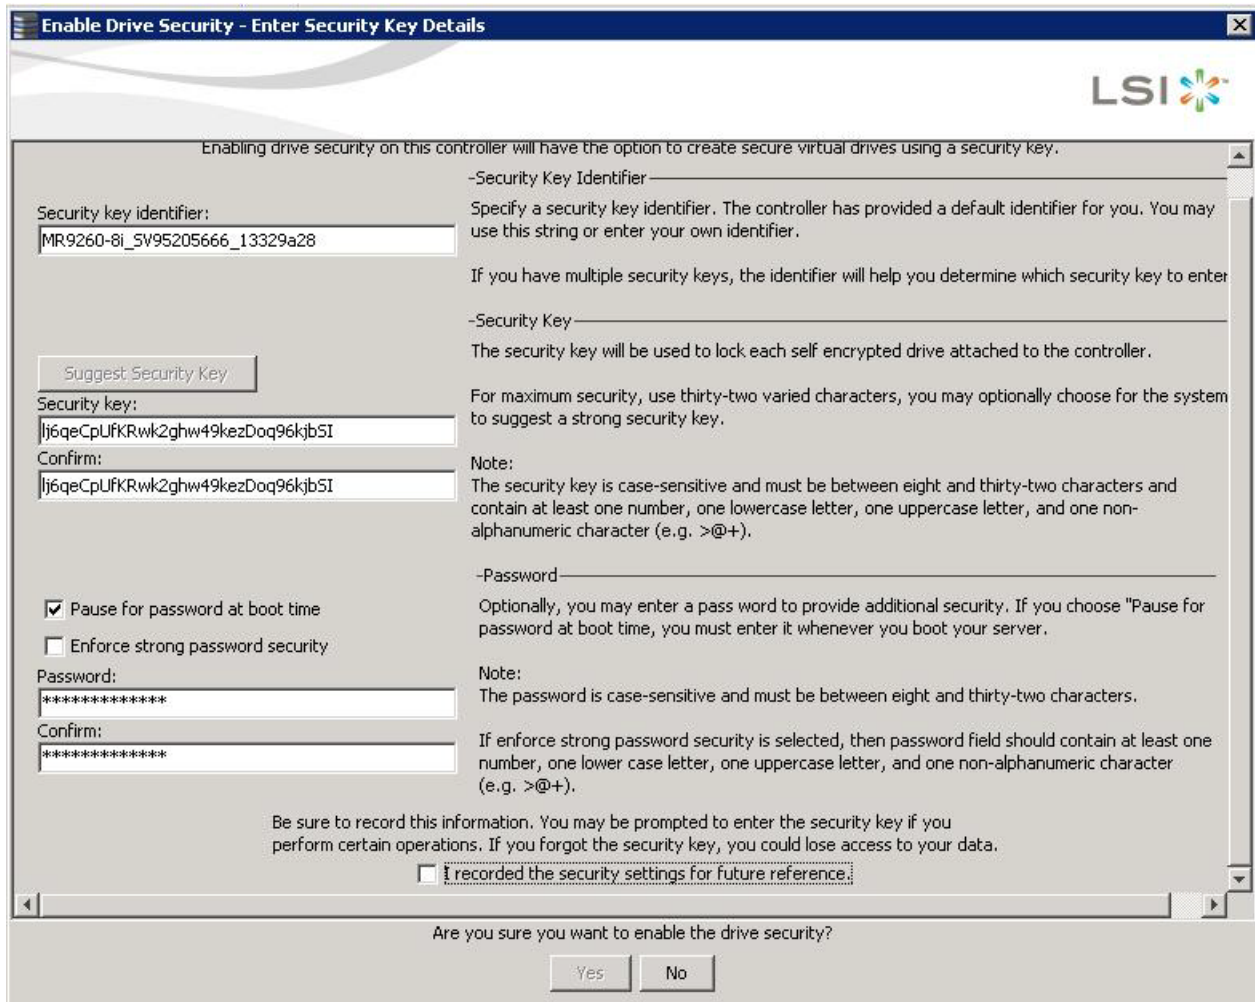 Enable Drive Security - Enter Security Key Details
LSI
Enabling drive security on this controller will have the option to create secure virtual drives using a security key.
-Security Key Identifier
Security key identifier:
MR9260-8i_SV95205666_13329a28
Specify a security key identifier. The controller has provided a default identifier for you. You may
use this string or enter your own identifier.
If you have multiple security keys, the identifier will help you determine which security key to enter
-Security Key
The security key will be used to lock each self encrypted drive attached to the controller.
For maximum security, use thirty-two varied characters, you may optionally choose for the system
to suggest a strong security key.
Note:
The security key is case-sensitive and must be between eight and thirty-two characters and
contain at least one number, one lowercase letter, one uppercase letter, and one non-
alphanumeric character (e.g. >@+).
Suggest Security Key
Security key:
lj6qeCpUfKRwk2ghw49kezDoq96kjbSI
Confirm:
lj6qeCpUfKRwk2ghw49kezDoq96kjbSI
-Password
Pause for password at boot time
Enforce strong password security
Password:
*************
Confirm:
*************
Optionally, you may enter a pass word to provide additional security. If you choose "Pause for
password at boot time, you must enter it whenever you boot your server.
Note:
The password is case-sensitive and must be between eight and thirty-two characters.
If enforce strong password security is selected, then password field should contain at least one
number, one lower case letter, one uppercase letter, and one non-alphanumeric character
(e.g. >@+).
Be sure to record this information. You may be prompted to enter the security key if you
perform certain operations. If you forgot the security key, you could lose access to your data.
I recorded the security settings for future reference.
Are you sure you want to enable the drive security?
Yes
No